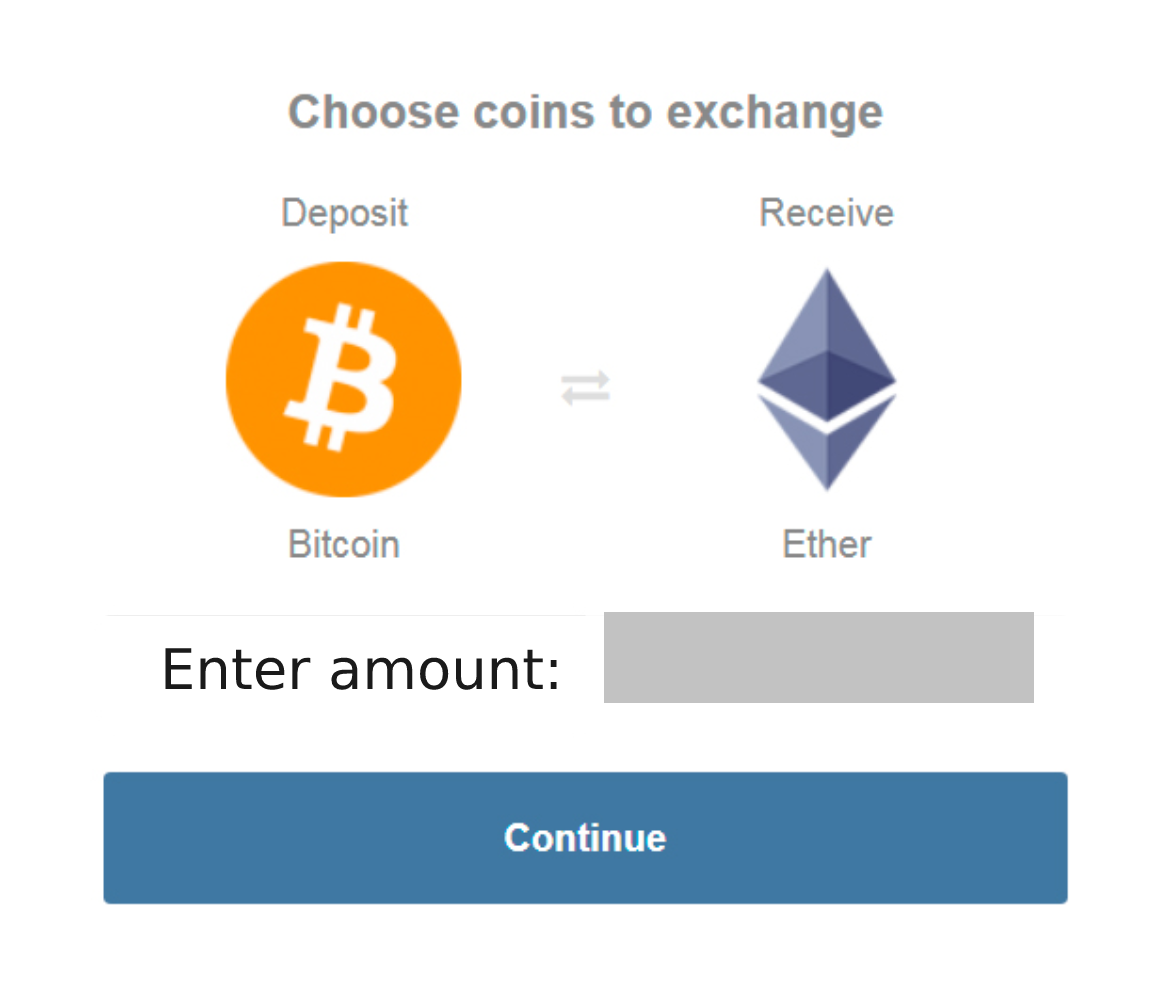 Choose coins to exchange
Deposit
Receive
Bitcoin
Ether
Enter amount:
Continue